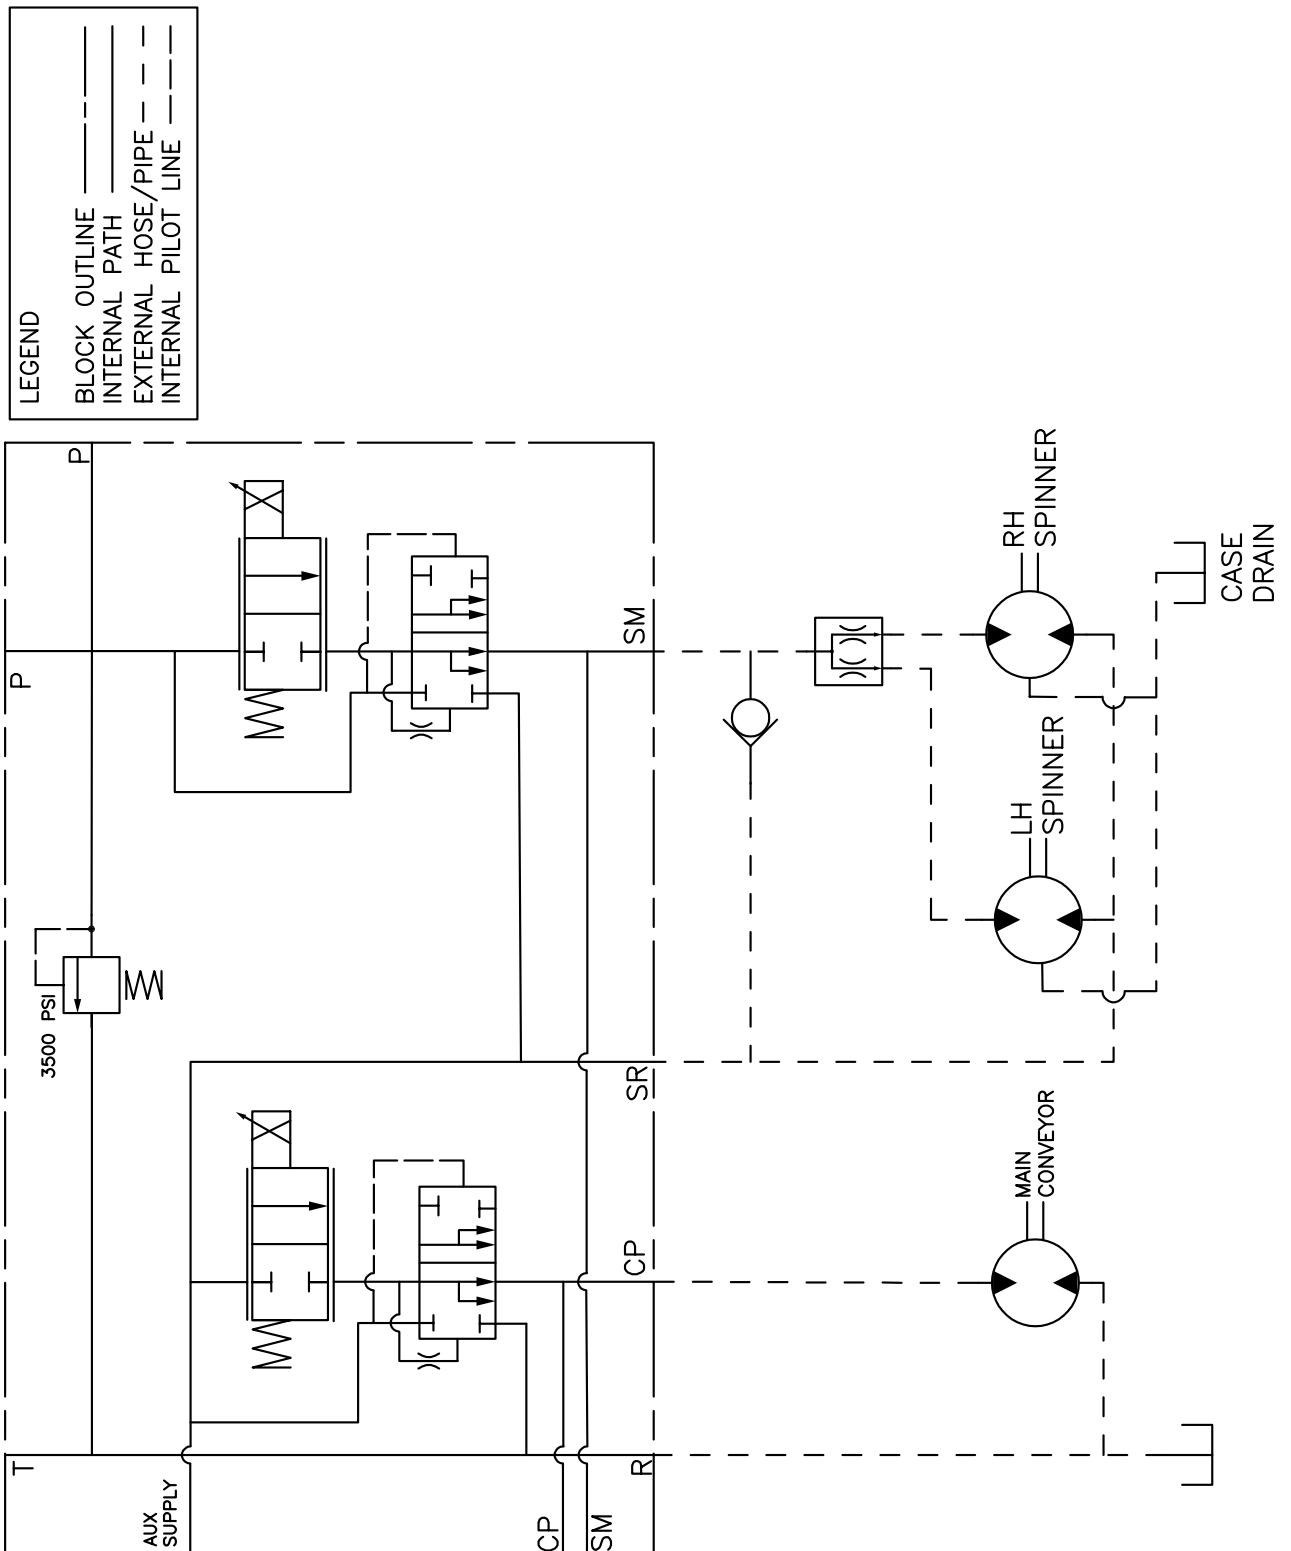 LEGEND
BLOCK OUTLINE
INTERNAL PATH
EXTERNAL HOSE/PIPE
INTERNAL PILOT LINE
P
P
SM
RH
SPINNER
CASE
DRAIN
LH
SPINNER
3500 PSI
SR
MAIN
CONVEYOR
CP
T
R
AUX
SUPPLY
CP
SM